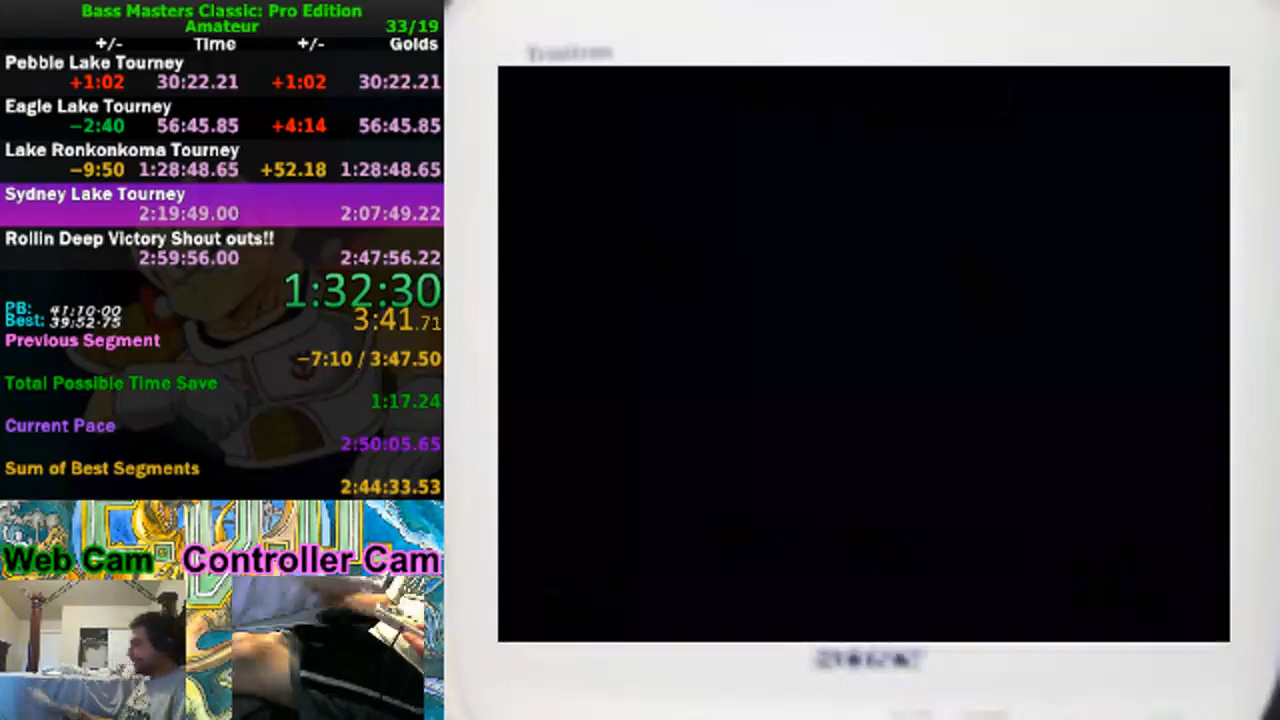 Bass Masters Classic: Pro Edition
Amateur 33/19
+/- Time +/- Golds
Pebble Lake Tourney
+1:02 30:22.21 +1:02 30:22.21
Eagle Lake Tourney
−2:40 56:45.85 +4:14 56:45.85
Lake Ronkonkoma Tourney
−9:50 1:28:48.65 +52.18 1:28:48.65
Sydney Lake Tourney
2:19:49.00 2:07:49.22
Rollin Deep Victory Shout outs!!
2:59:56.00 2:47:56.22
1:32:30
PB: 41:10.00
Best: 39:52.75
3:41.71
Previous Segment
−7:10 / 3:47.50
Total Possible Time Save
1:17.24
Current Pace
2:50:05.65
Sum of Best Segments
2:44:33.53
Web Cam Controller Cam